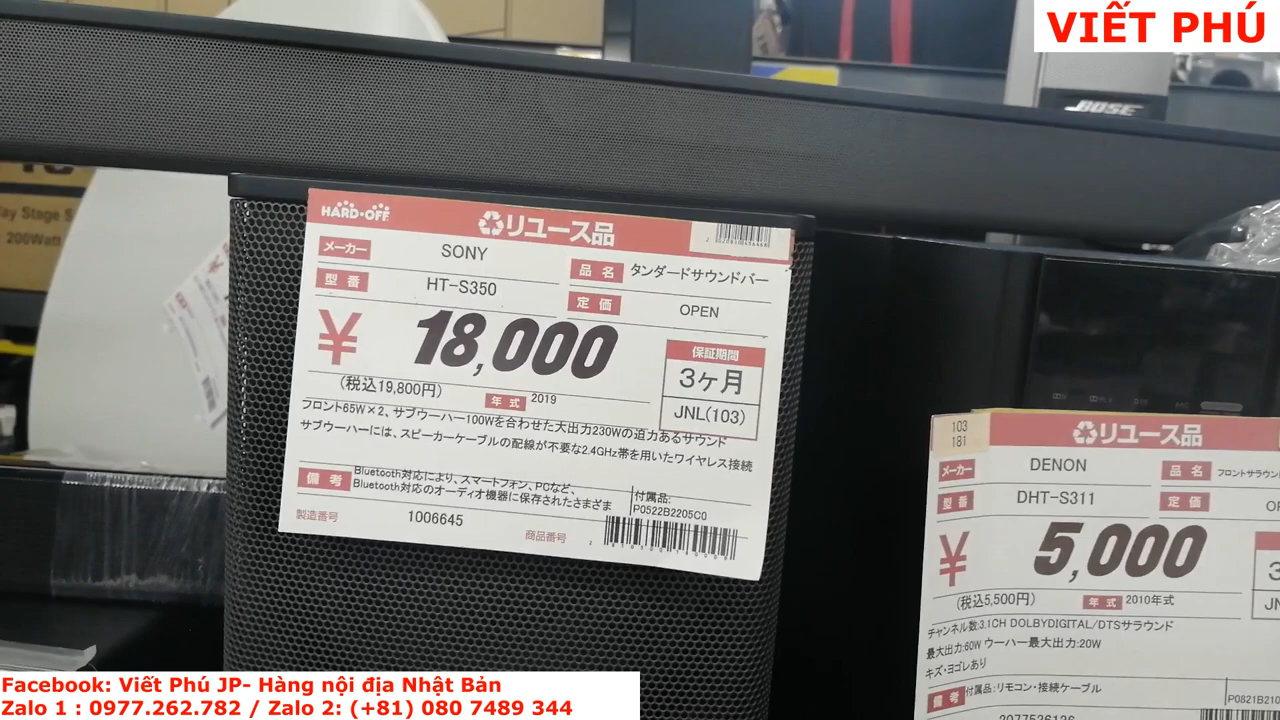 VIẾT PHÚ
BOSE
lay Stage S
200Watt
HARD・OFF
リユース品
メーカー SONY
品名 タンダードサウンドバー
型番 HT-S350
定価 OPEN
¥ 18,000
(税込19,800円)
年式 2019
保証期間
3ヶ月
JNL(103)
フロント65W×2、サブウーハー100Wを合わせた大出力230Wの迫力あるサウンド
サブウーハーには、スピーカーケーブルの配線が不要な2.4GHz帯を用いたワイヤレス接続
備考 Bluetooth対応により、スマートフォン、PCなど、
Bluetooth対応のオーディオ機器に保存されたさまざま
付属品:
P0522B2205C0
製造番号 1006645
商品番号
103
181
リユース品
メーカー DENON
品名 フロントサラウン
型番 DHT-S311
定価
¥ 5,000
(税込5,500円)
年式 2010年式
チャンネル数:3.1CH DOLBYDIGITAL/DTSサラウンド
最大出力:60W ウーハー最大出力:20W
キズ・ヨゴレあり
備考 付属品:リモコン・接続ケーブル
P0821B210
Facebook: Viết Phú JP- Hàng nội địa Nhật Bản
Zalo 1 : 0977.262.782 / Zalo 2: (+81) 080 7489 344